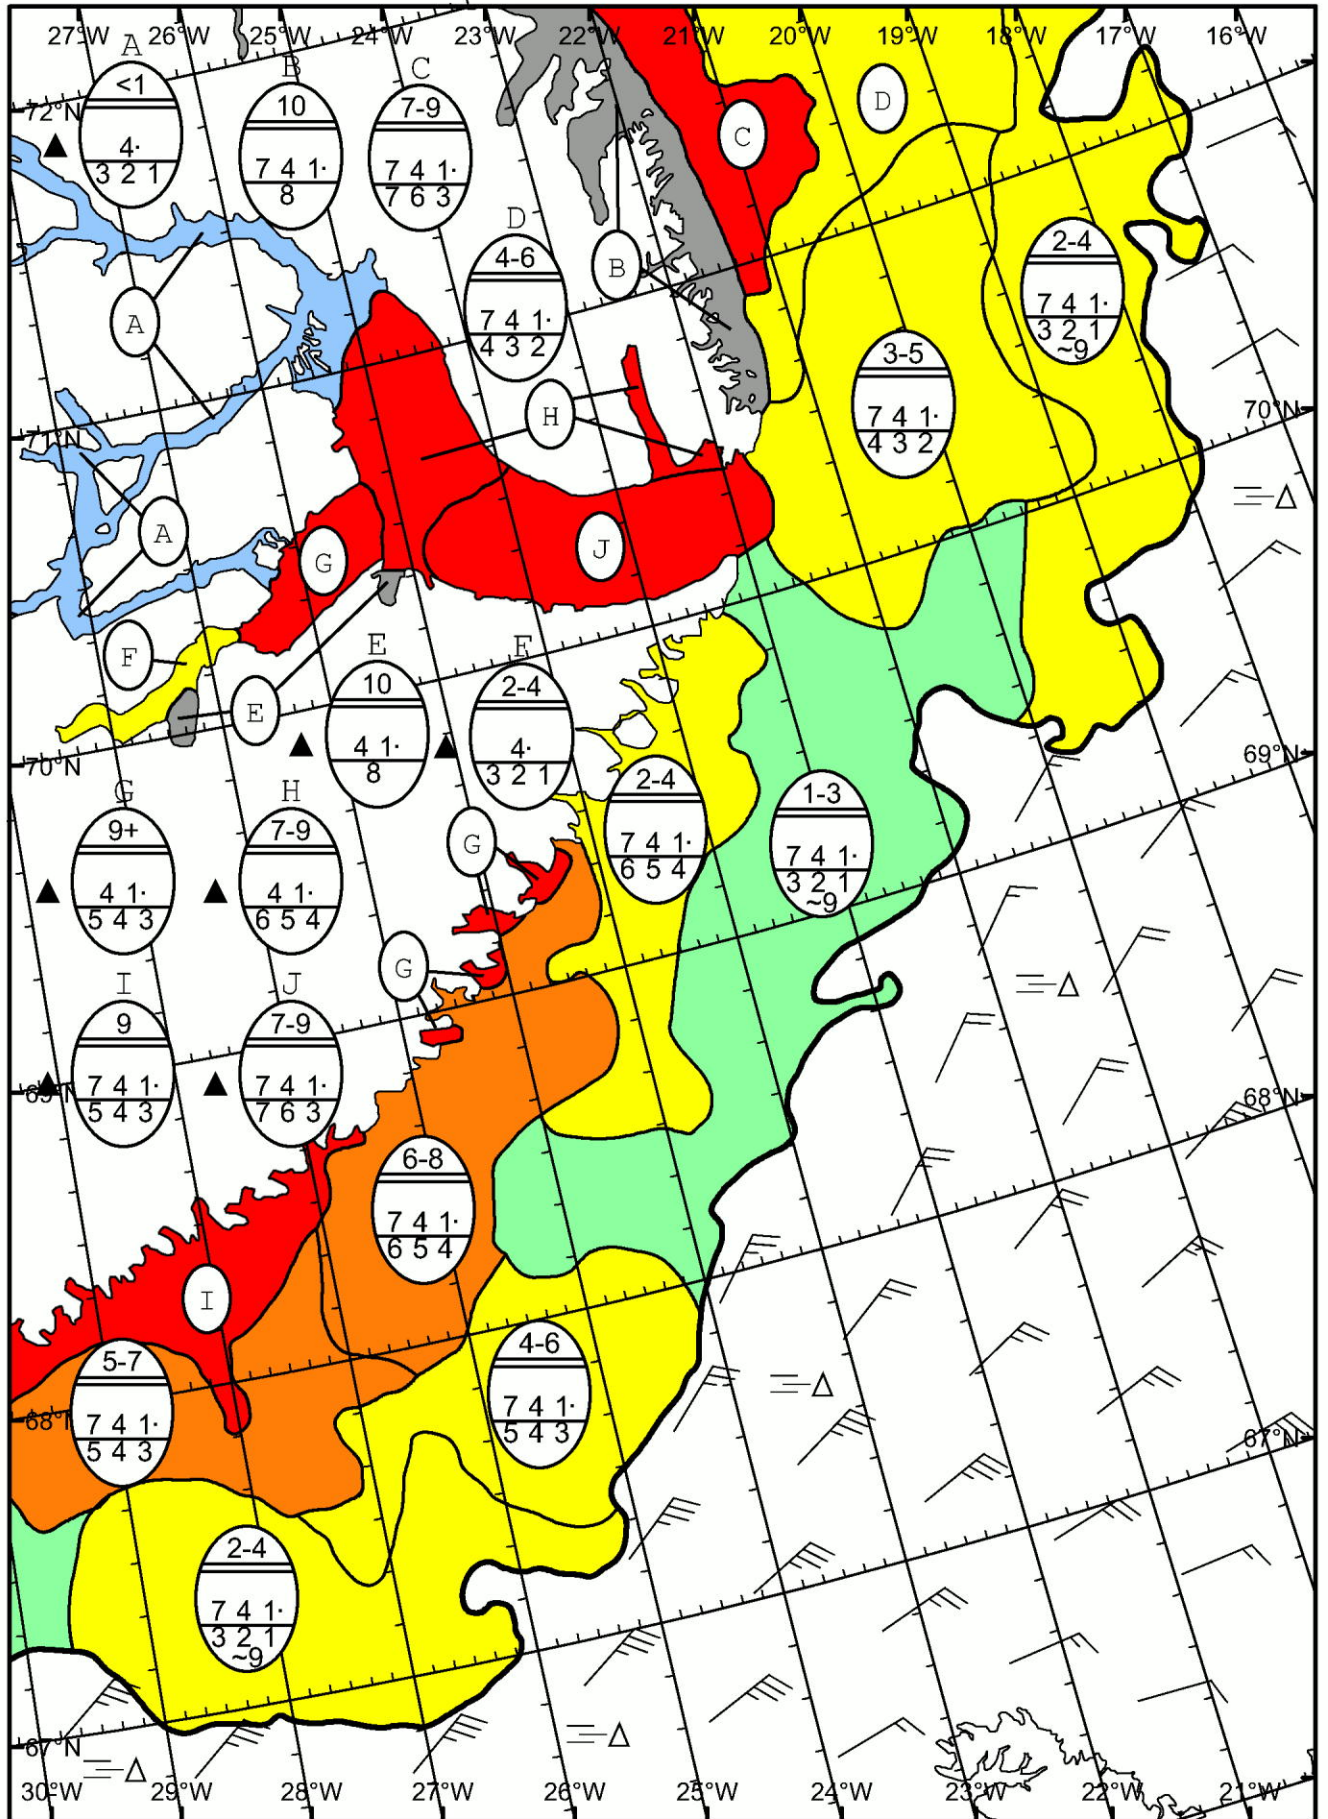 27°W 26°W 25°W 24°W 23°W 22°W 21°W 20°W 19°W 18°W 17°W 16°W
72°N
A
<1
4·
3 2 1
B
10
7 4 1·
8
C
7-9
7 4 1·
7 6 3
D
4-6
7 4 1·
4 3 2
C
D
B
2-4
7 4 1·
3 2 1
~9
A
3-5
7 4 1·
4 3 2
70°N
H
71°N
A
G
J
F
E
E
10
4 1·
8
F
2-4
4·
3 2 1
70°N
69°N
G
9+
4 1·
5 4 3
H
7-9
4 1·
6 5 4
G
2-4
7 4 1·
6 5 4
1-3
7 4 1·
3 2 1
~9
G
I
9
7 4 1·
5 4 3
J
7-9
7 4 1·
7 6 3
69°N
68°N
6-8
7 4 1·
6 5 4
I
5-7
7 4 1·
5 4 3
4-6
7 4 1·
5 4 3
68°N
67°N
2-4
7 4 1·
3 2 1
~9
67°N
30°W 29°W 28°W 27°W 26°W 25°W 24°W 23°W 22°W 21°W